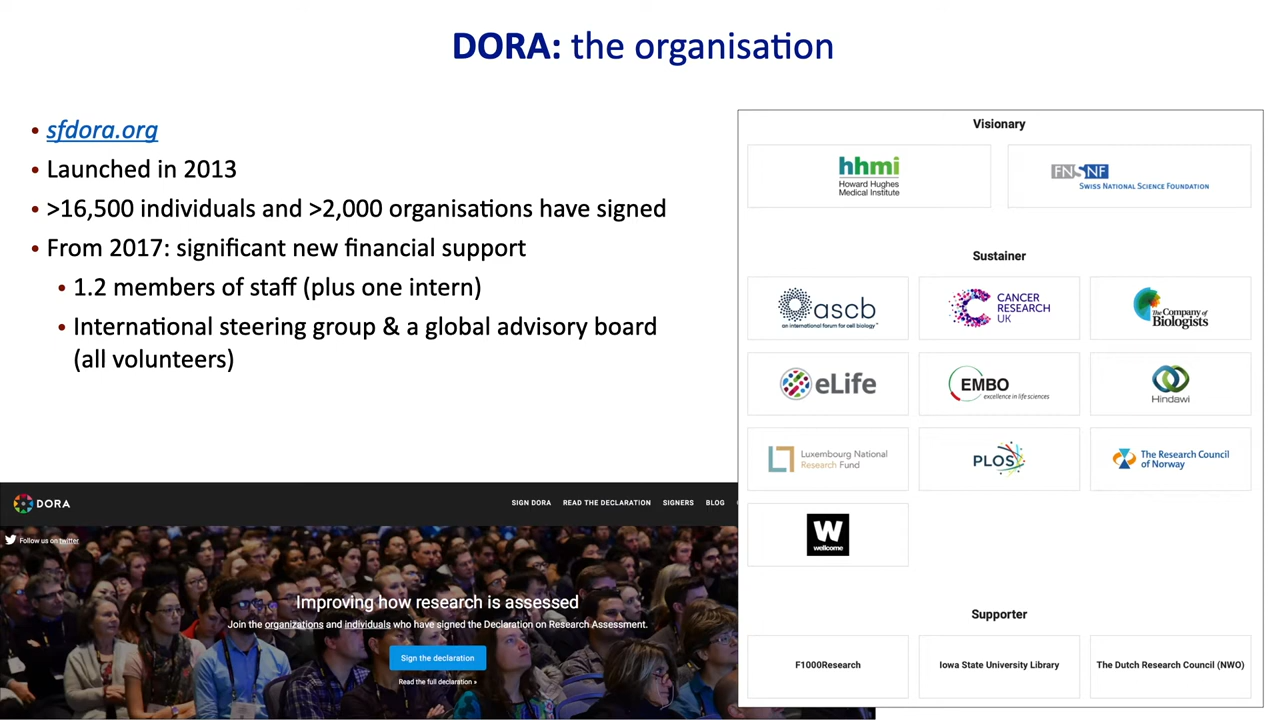 DORA: the organisation
• sfdora.org
• Launched in 2013
• >16,500 individuals and >2,000 organisations have signed
• From 2017: significant new financial support
• 1.2 members of staff (plus one intern)
• International steering group & a global advisory board
(all volunteers)
Visionary
hhmi
Howard Hughes
Medical Institute
FNSNF
SWISS NATIONAL SCIENCE FOUNDATION
Sustainer
ascb
an international forum for cell biology™
CANCER
RESEARCH
UK
The Company of
Biologists
eLife
EMBO
excellence in life sciences
Hindawi
Luxembourg National
Research Fund
PLOS
The Research Council
of Norway
W
wellcome
Supporter
F1000Research
Iowa State University Library
The Dutch Research Council (NWO)
DORA
SIGN DORA READ THE DECLARATION SIGNERS BLOG
Follow us on twitter
Improving how research is assessed
Join the organizations and individuals who have signed the Declaration on Research Assessment.
Sign the declaration
Read the full declaration »